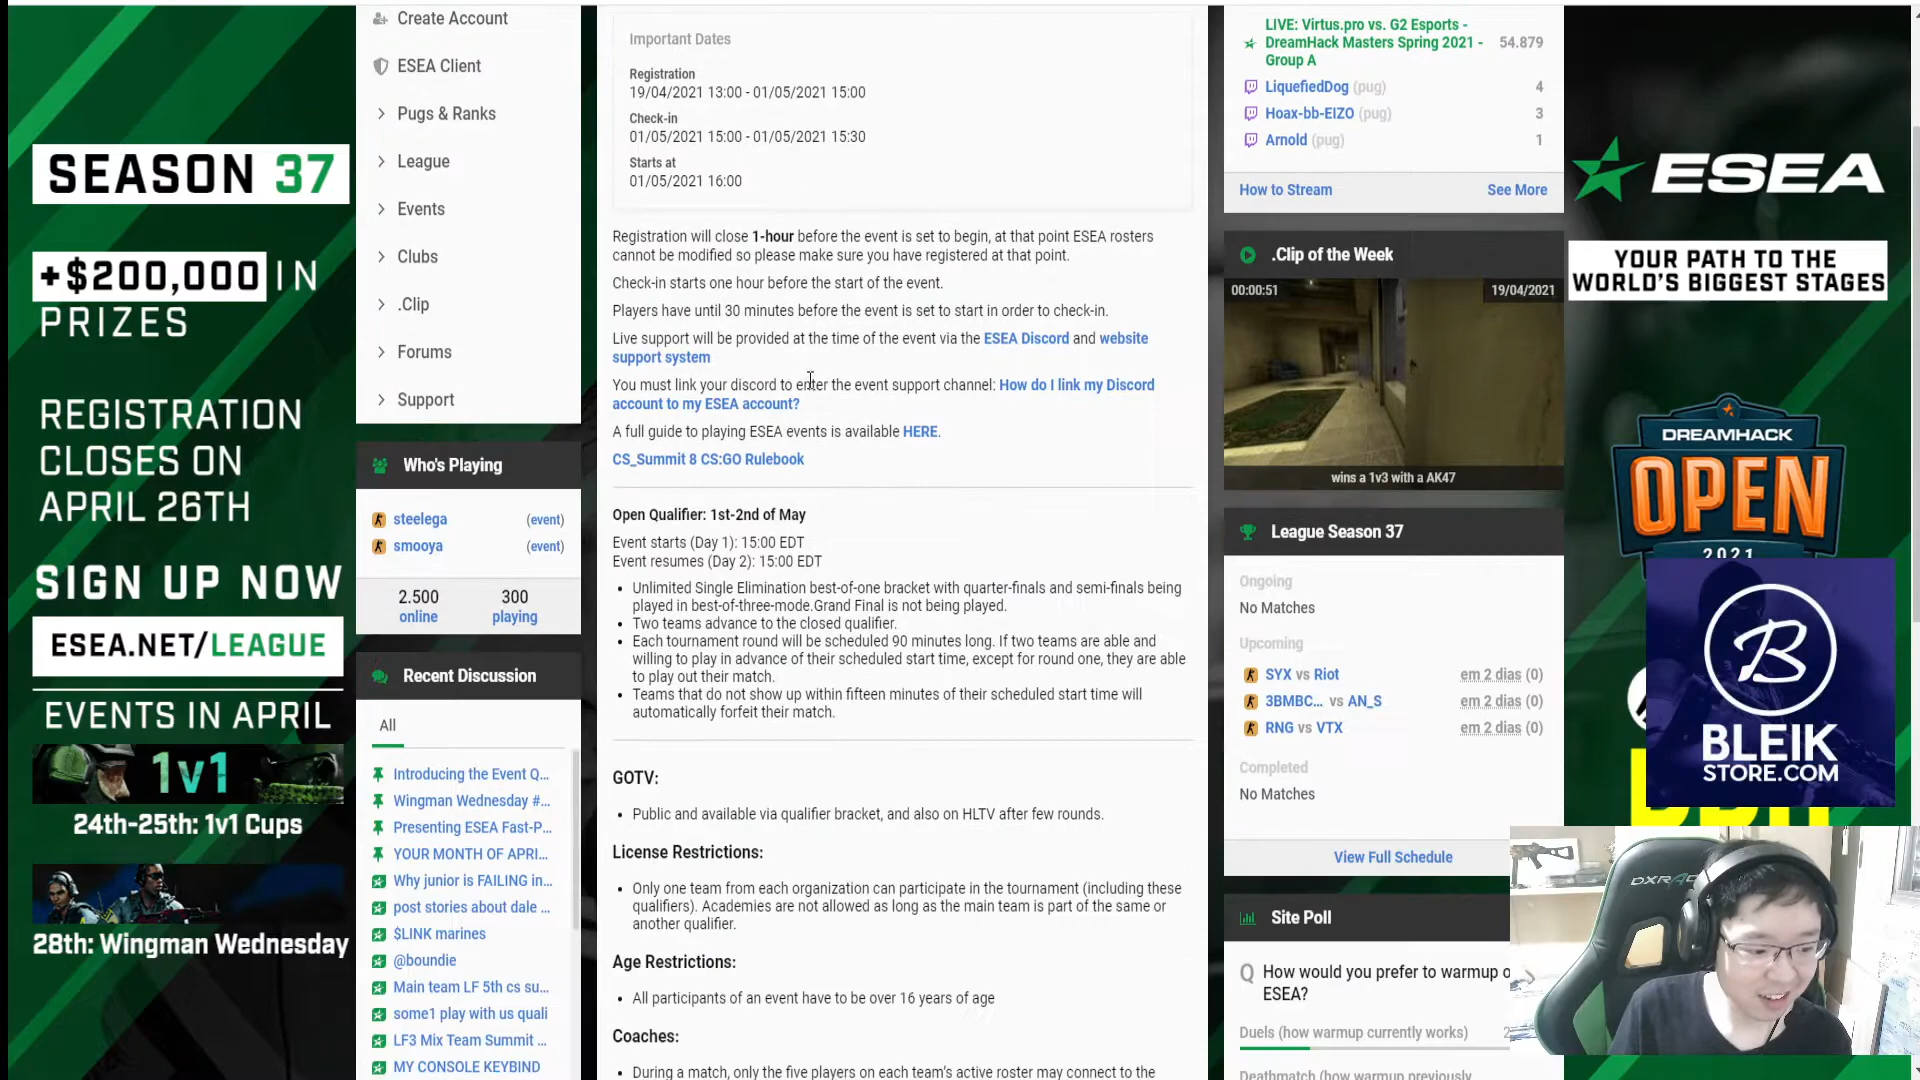 SEASON 37
+$200,000 IN
PRIZES
REGISTRATION
CLOSES ON
APRIL 26TH
SIGN UP NOW
ESEA.NET/LEAGUE
EVENTS IN APRIL
1v1
24th-25th: 1v1 Cups
28th: Wingman Wednesday
Create Account
ESEA Client
Pugs & Ranks
League
Events
Clubs
.Clip
Forums
Support
Who's Playing
steelega (event)
smooya (event)
2.500 300
online playing
Recent Discussion
All
Introducing the Event Q...
Wingman Wednesday #...
Presenting ESEA Fast-P...
YOUR MONTH OF APRI...
Why junior is FAILING in...
post stories about dale ...
$LINK marines
@boundie
Main team LF 5th cs su...
some1 play with us quali
LF3 Mix Team Summit ...
MY CONSOLE KEYBIND
Important Dates
Registration
19/04/2021 13:00 - 01/05/2021 15:00
Check-in
01/05/2021 15:00 - 01/05/2021 15:30
Starts at
01/05/2021 16:00
Registration will close 1-hour before the event is set to begin, at that point ESEA rosters
cannot be modified so please make sure you have registered at that point.
Check-in starts one hour before the start of the event.
Players have until 30 minutes before the event is set to start in order to check-in.
Live support will be provided at the time of the event via the ESEA Discord and website
support system
You must link your discord to enter the event support channel: How do I link my Discord
account to my ESEA account?
A full guide to playing ESEA events is available HERE.
CS_Summit 8 CS:GO Rulebook
Open Qualifier: 1st-2nd of May
Event starts (Day 1): 15:00 EDT
Event resumes (Day 2): 15:00 EDT
• Unlimited Single Elimination best-of-one bracket with quarter-finals and semi-finals being
played in best-of-three-mode.Grand Final is not being played.
• Two teams advance to the closed qualifier.
• Each tournament round will be scheduled 90 minutes long. If two teams are able and
willing to play in advance of their scheduled start time, except for round one, they are able
to play out their match.
• Teams that do not show up within fifteen minutes of their scheduled start time will
automatically forfeit their match.
GOTV:
• Public and available via qualifier bracket, and also on HLTV after few rounds.
License Restrictions:
• Only one team from each organization can participate in the tournament (including these
qualifiers). Academies are not allowed as long as the main team is part of the same or
another qualifier.
Age Restrictions:
• All participants of an event have to be over 16 years of age
Coaches:
• During a match, only the five players on each team's active roster may connect to the
LIVE: Virtus.pro vs. G2 Esports -
DreamHack Masters Spring 2021 - 54.879
Group A
LiquefiedDog (pug) 4
Hoax-bb-EIZO (pug) 3
Arnold (pug) 1
How to Stream See More
.Clip of the Week
00:00:51 19/04/2021
wins a 1v3 with a AK47
League Season 37
Ongoing
No Matches
Upcoming
SYX vs Riot em 2 dias (0)
3BMBC... vs AN_S em 2 dias (0)
RNG vs VTX em 2 dias (0)
Completed
No Matches
View Full Schedule
Site Poll
Q How would you prefer to warmup o
ESEA?
Duels (how warmup currently works)
Deathmatch (how warmup previously
ESEA
YOUR PATH TO THE
WORLD'S BIGGEST STAGES
DREAMHACK
OPEN
2021
B
BLEIK
STORE.COM